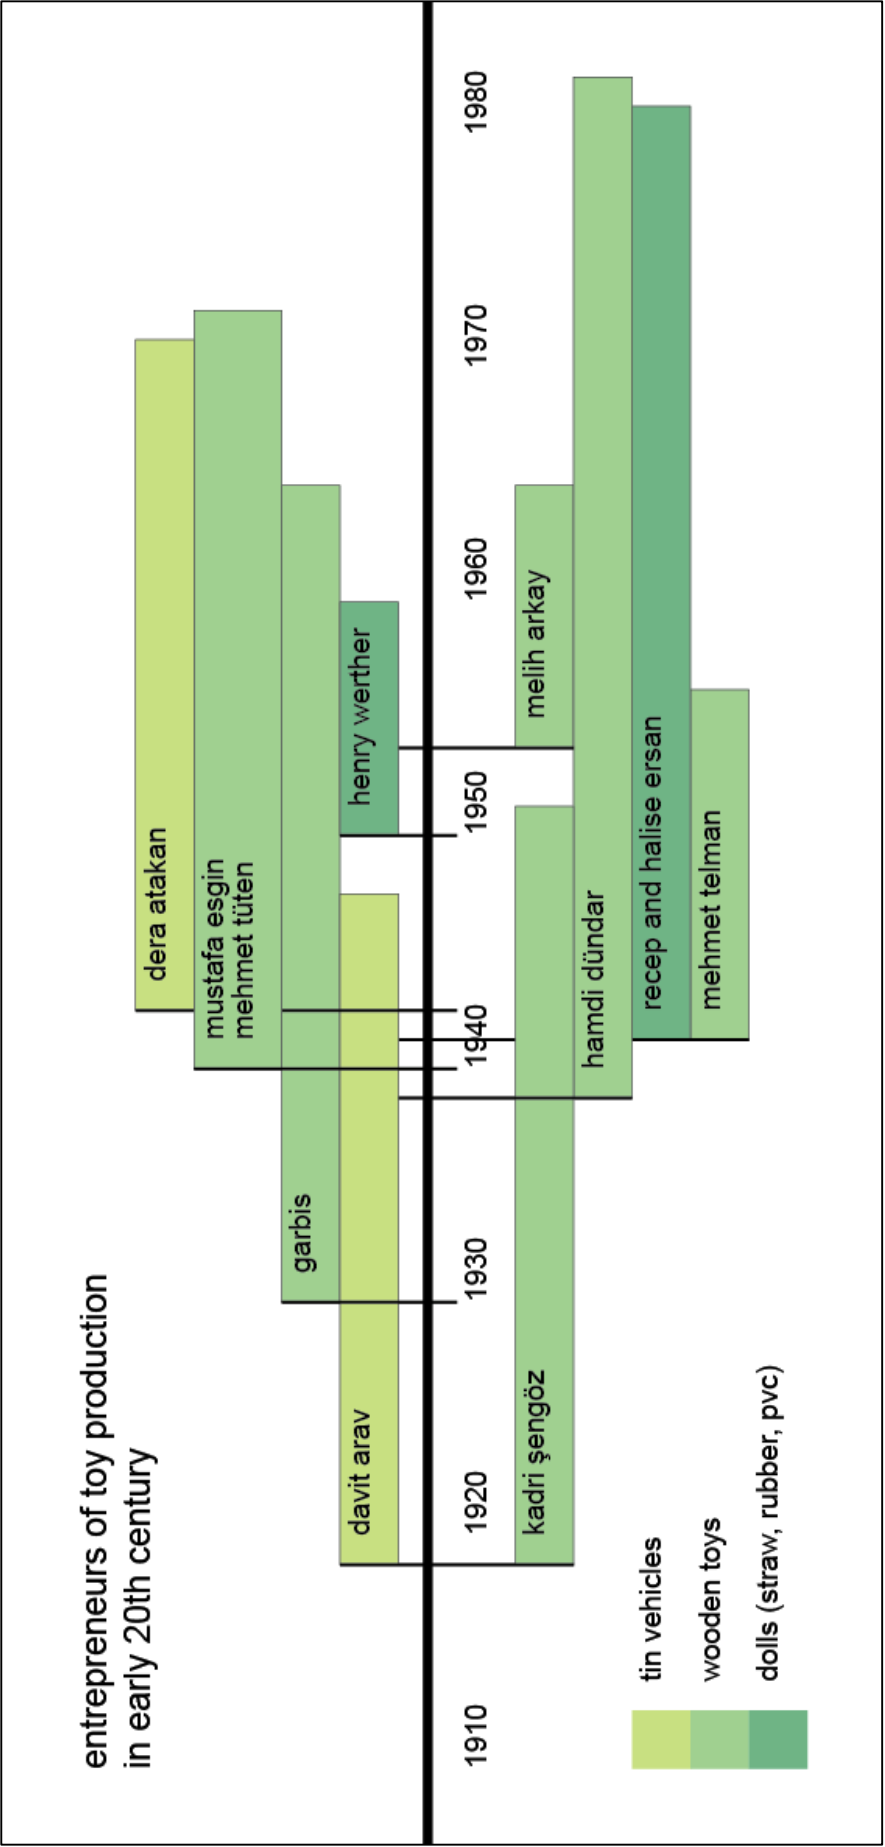 entrepreneurs of toy production
in early 20th century
dera atakan
mustafa esgin
mehmet tüten
garbis
davit arav
henry werther
1910
1920
1930
1940
1950
1960
1970
1980
kadri şengöz
melih arkay
hamdi dündar
recep and halise ersan
mehmet telman
tin vehicles
wooden toys
dolls (straw, rubber, pvc)